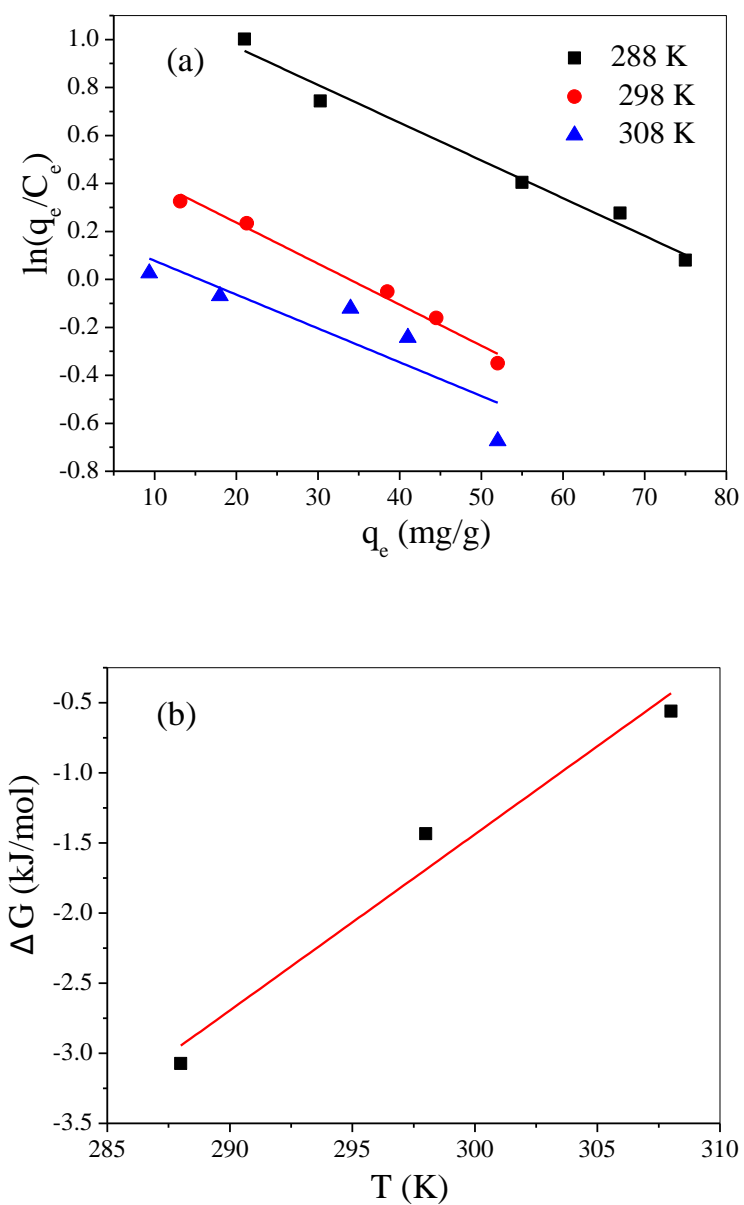 (a)
288 K
298 K
308 K
1.0
0.8
0.6
0.4
0.2
0.0
-0.2
-0.4
-0.6
-0.8
ln(qe/Ce)
10 20 30 40 50 60 70 80
qe (mg/g)
(b)
-0.5
-1.0
-1.5
-2.0
-2.5
-3.0
-3.5
ΔG (kJ/mol)
285 290 295 300 305 310
T (K)